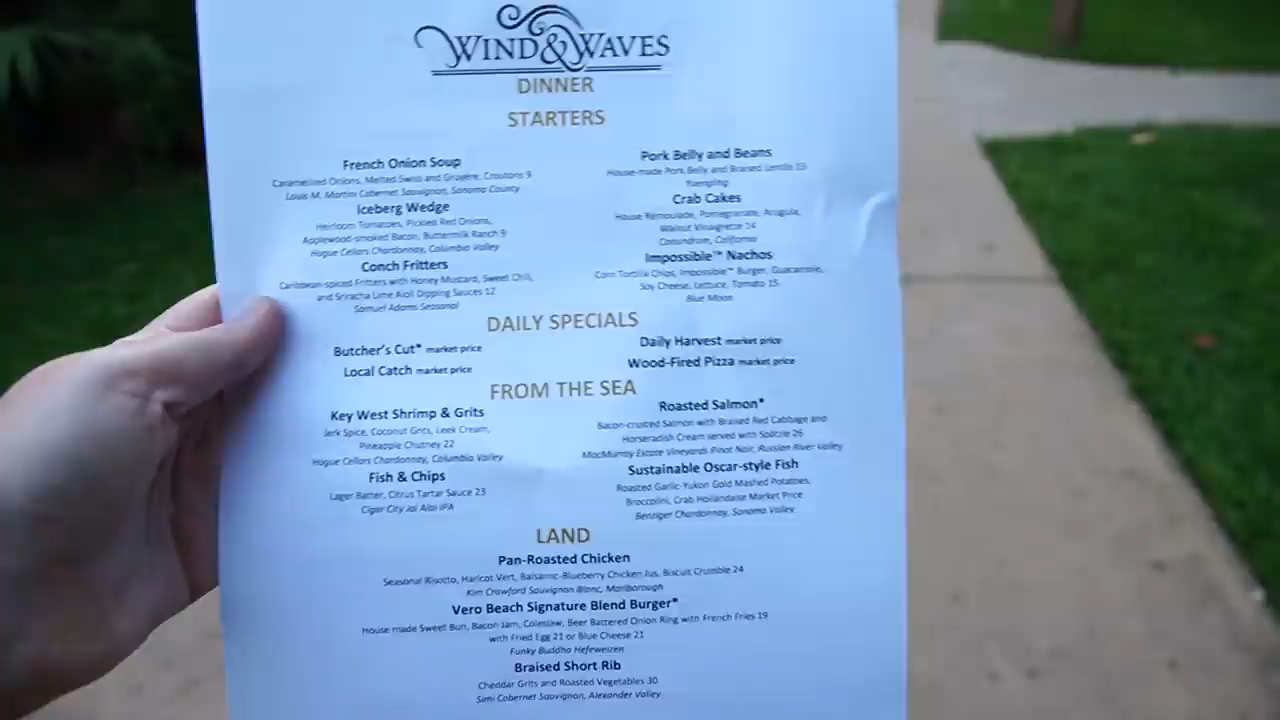 WIND & WAVES
DINNER
STARTERS
French Onion Soup
Caramelized Onions, Melted Swiss and Gruyère, Croutons 9
Louis M. Martini Cabernet Sauvignon, Sonoma County
Iceberg Wedge
Heirloom Tomatoes, Pickled Red Onions,
Applewood-smoked Bacon, Buttermilk Ranch 9
Hogue Cellars Chardonnay, Columbia Valley
Conch Fritters
Caribbean-spiced Fritters with Honey Mustard, Sweet Chili,
and Sriracha Lime Aioli Dipping Sauces 12
Samuel Adams Seasonal
Pork Belly and Beans
House-made Pork Belly and Braised Lentils 13
Yuengling
Crab Cakes
House Rémoulade, Pomegranate, Arugula,
Walnut Vinaigrette 14
Conundrum, California
Impossible™ Nachos
Corn Tortilla Chips, Impossible™ Burger, Guacamole,
Soy Cheese, Lettuce, Tomato 15
Blue Moon
DAILY SPECIALS
Butcher's Cut* market price
Local Catch market price
Daily Harvest market price
Wood-Fired Pizza market price
FROM THE SEA
Key West Shrimp & Grits
Jerk Spice, Coconut Grits, Leek Cream,
Pineapple Chutney 22
Hogue Cellars Chardonnay, Columbia Valley
Fish & Chips
Lager Batter, Citrus Tartar Sauce 23
Cigar City Jai Alai IPA
Roasted Salmon*
Bacon-crusted Salmon with Braised Red Cabbage and
Horseradish Cream served with Spätzle 26
MacMurray Estate Vineyards Pinot Noir, Russian River Valley
Sustainable Oscar-style Fish
Roasted Garlic-Yukon Gold Mashed Potatoes,
Broccolini, Crab Hollandaise Market Price
Benziger Chardonnay, Sonoma Valley
LAND
Pan-Roasted Chicken
Seasonal Risotto, Haricot Vert, Balsamic-Blueberry Chicken Jus, Biscuit Crumble 24
Kim Crawford Sauvignon Blanc, Marlborough
Vero Beach Signature Blend Burger*
House made Sweet Bun, Bacon Jam, Coleslaw, Beer Battered Onion Ring with French Fries 19
with Fried Egg 21 or Blue Cheese 21
Funky Buddha Hefeweizen
Braised Short Rib
Cheddar Grits and Roasted Vegetables 30
Simi Cabernet Sauvignon, Alexander Valley